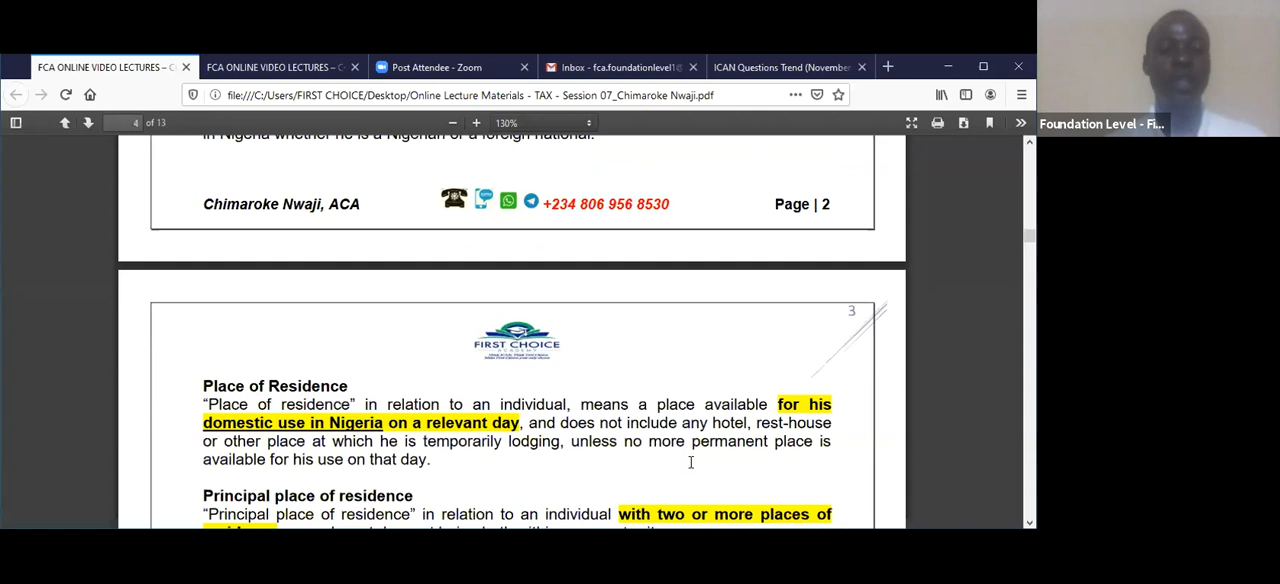 FCA ONLINE VIDEO LECTURES – C
FCA ONLINE VIDEO LECTURES – C
Post Attendee - Zoom
Inbox - fca.foundationlevel1@
ICAN Questions Trend (November
file:///C:/Users/FIRST CHOICE/Desktop/Online Lecture Materials - TAX - Session 07_Chimaroke Nwaji.pdf
4 of 13
130%
Foundation Level - Fi...
in Nigeria whether he is a Nigerian or a foreign national.
Chimaroke Nwaji, ACA
+234 806 956 8530
Page | 2
3
FIRST CHOICE
Place of Residence
“Place of residence” in relation to an individual, means a place available for his
domestic use in Nigeria on a relevant day, and does not include any hotel, rest-house
or other place at which he is temporarily lodging, unless no more permanent place is
available for his use on that day.
Principal place of residence
“Principal place of residence” in relation to an individual with two or more places of